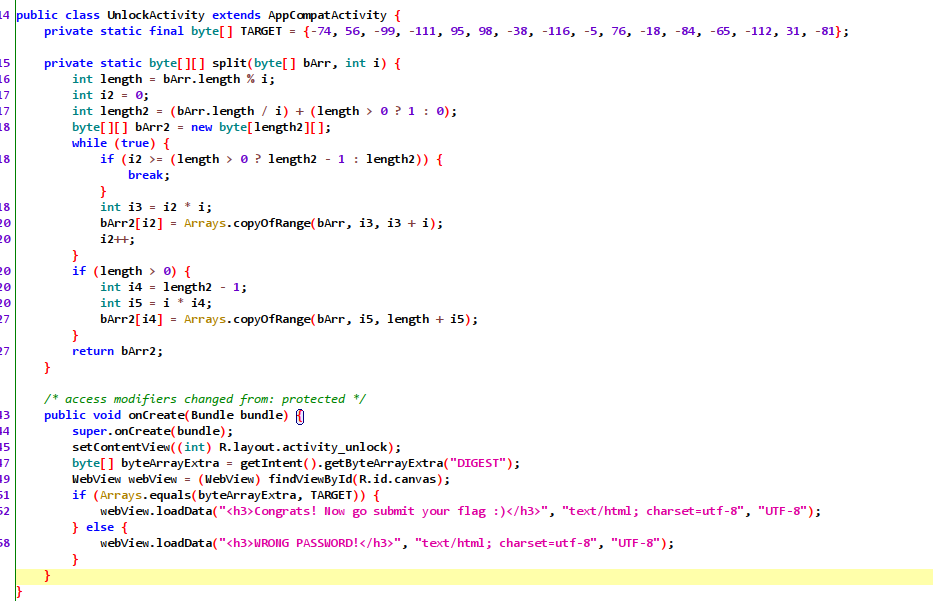 14 public class UnlockActivity extends AppCompatActivity {
private static final byte[] TARGET = {-74, 56, -99, -111, 95, 98, -38, -116, -5, 76, -18, -84, -65, -112, 31, -81};
15 private static byte[][] split(byte[] bArr, int i) {
16 int length = bArr.length % i;
17 int i2 = 0;
17 int length2 = (bArr.length / i) + (length > 0 ? 1 : 0);
18 byte[][] bArr2 = new byte[length2][];
while (true) {
18 if (i2 >= (length > 0 ? length2 - 1 : length2)) {
break;
}
18 int i3 = i2 * i;
20 bArr2[i2] = Arrays.copyOfRange(bArr, i3, i3 + i);
20 i2++;
}
20 if (length > 0) {
20 int i4 = length2 - 1;
20 int i5 = i * i4;
27 bArr2[i4] = Arrays.copyOfRange(bArr, i5, length + i5);
}
27 return bArr2;
}
/* access modifiers changed from: protected */
43 public void onCreate(Bundle bundle) {
44 super.onCreate(bundle);
45 setContentView((int) R.layout.activity_unlock);
47 byte[] byteArrayExtra = getIntent().getByteArrayExtra("DIGEST");
49 WebView webView = (WebView) findViewById(R.id.canvas);
51 if (Arrays.equals(byteArrayExtra, TARGET)) {
52 webView.loadData("<h3>Congrats! Now go submit your flag :)</h3>", "text/html; charset=utf-8", "UTF-8");
} else {
58 webView.loadData("<h3>WRONG PASSWORD!</h3>", "text/html; charset=utf-8", "UTF-8");
}
}
}